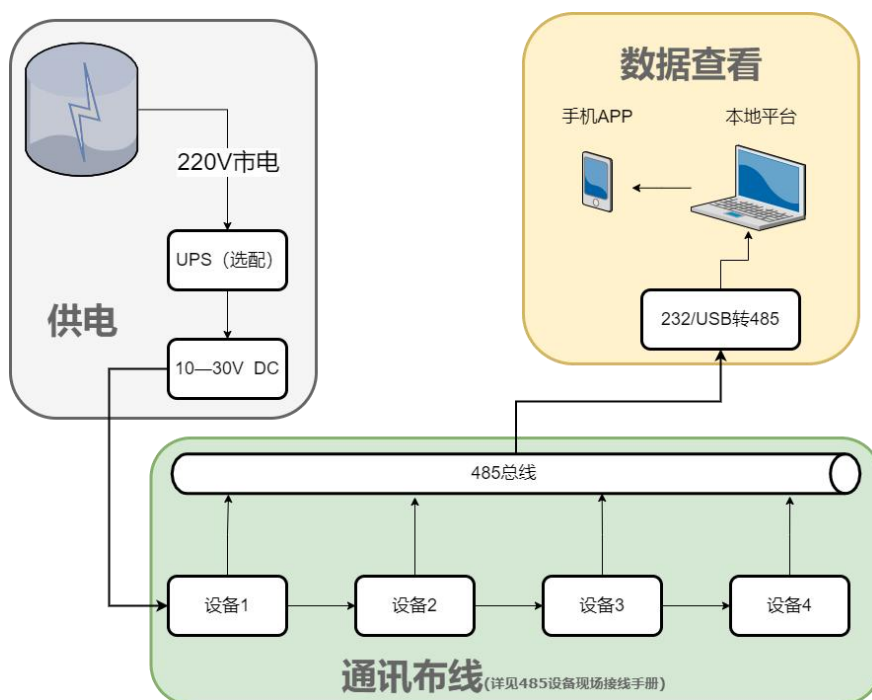 220V市电
UPS（选配）
供电
10—30V DC
数据查看
手机APP
本地平台
232/USB转485
485总线
设备1
设备2
设备3
设备4
通讯布线(详见485设备现场接线手册)